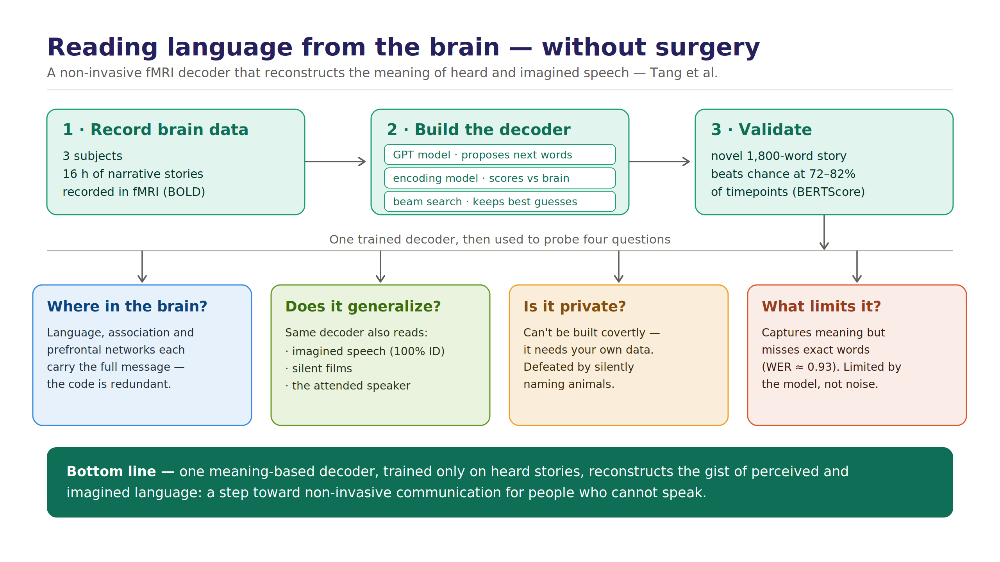 Reading language from the brain — without surgery
A non-invasive fMRI decoder that reconstructs the meaning of heard and imagined speech — Tang et al.
1 · Record brain data
3 subjects
16 h of narrative stories
recorded in fMRI (BOLD)
2 · Build the decoder
GPT model · proposes next words
encoding model · scores vs brain
beam search · keeps best guesses
3 · Validate
novel 1,800-word story
beats chance at 72–82%
of timepoints (BERTScore)
One trained decoder, then used to probe four questions
Where in the brain?
Language, association and
prefrontal networks each
carry the full message —
the code is redundant.
Does it generalize?
Same decoder also reads:
· imagined speech (100% ID)
· silent films
· the attended speaker
Is it private?
Can't be built covertly —
it needs your own data.
Defeated by silently
naming animals.
What limits it?
Captures meaning but
misses exact words
(WER ≈ 0.93). Limited by
the model, not noise.
Bottom line — one meaning-based decoder, trained only on heard stories, reconstructs the gist of perceived and
imagined language: a step toward non-invasive communication for people who cannot speak.